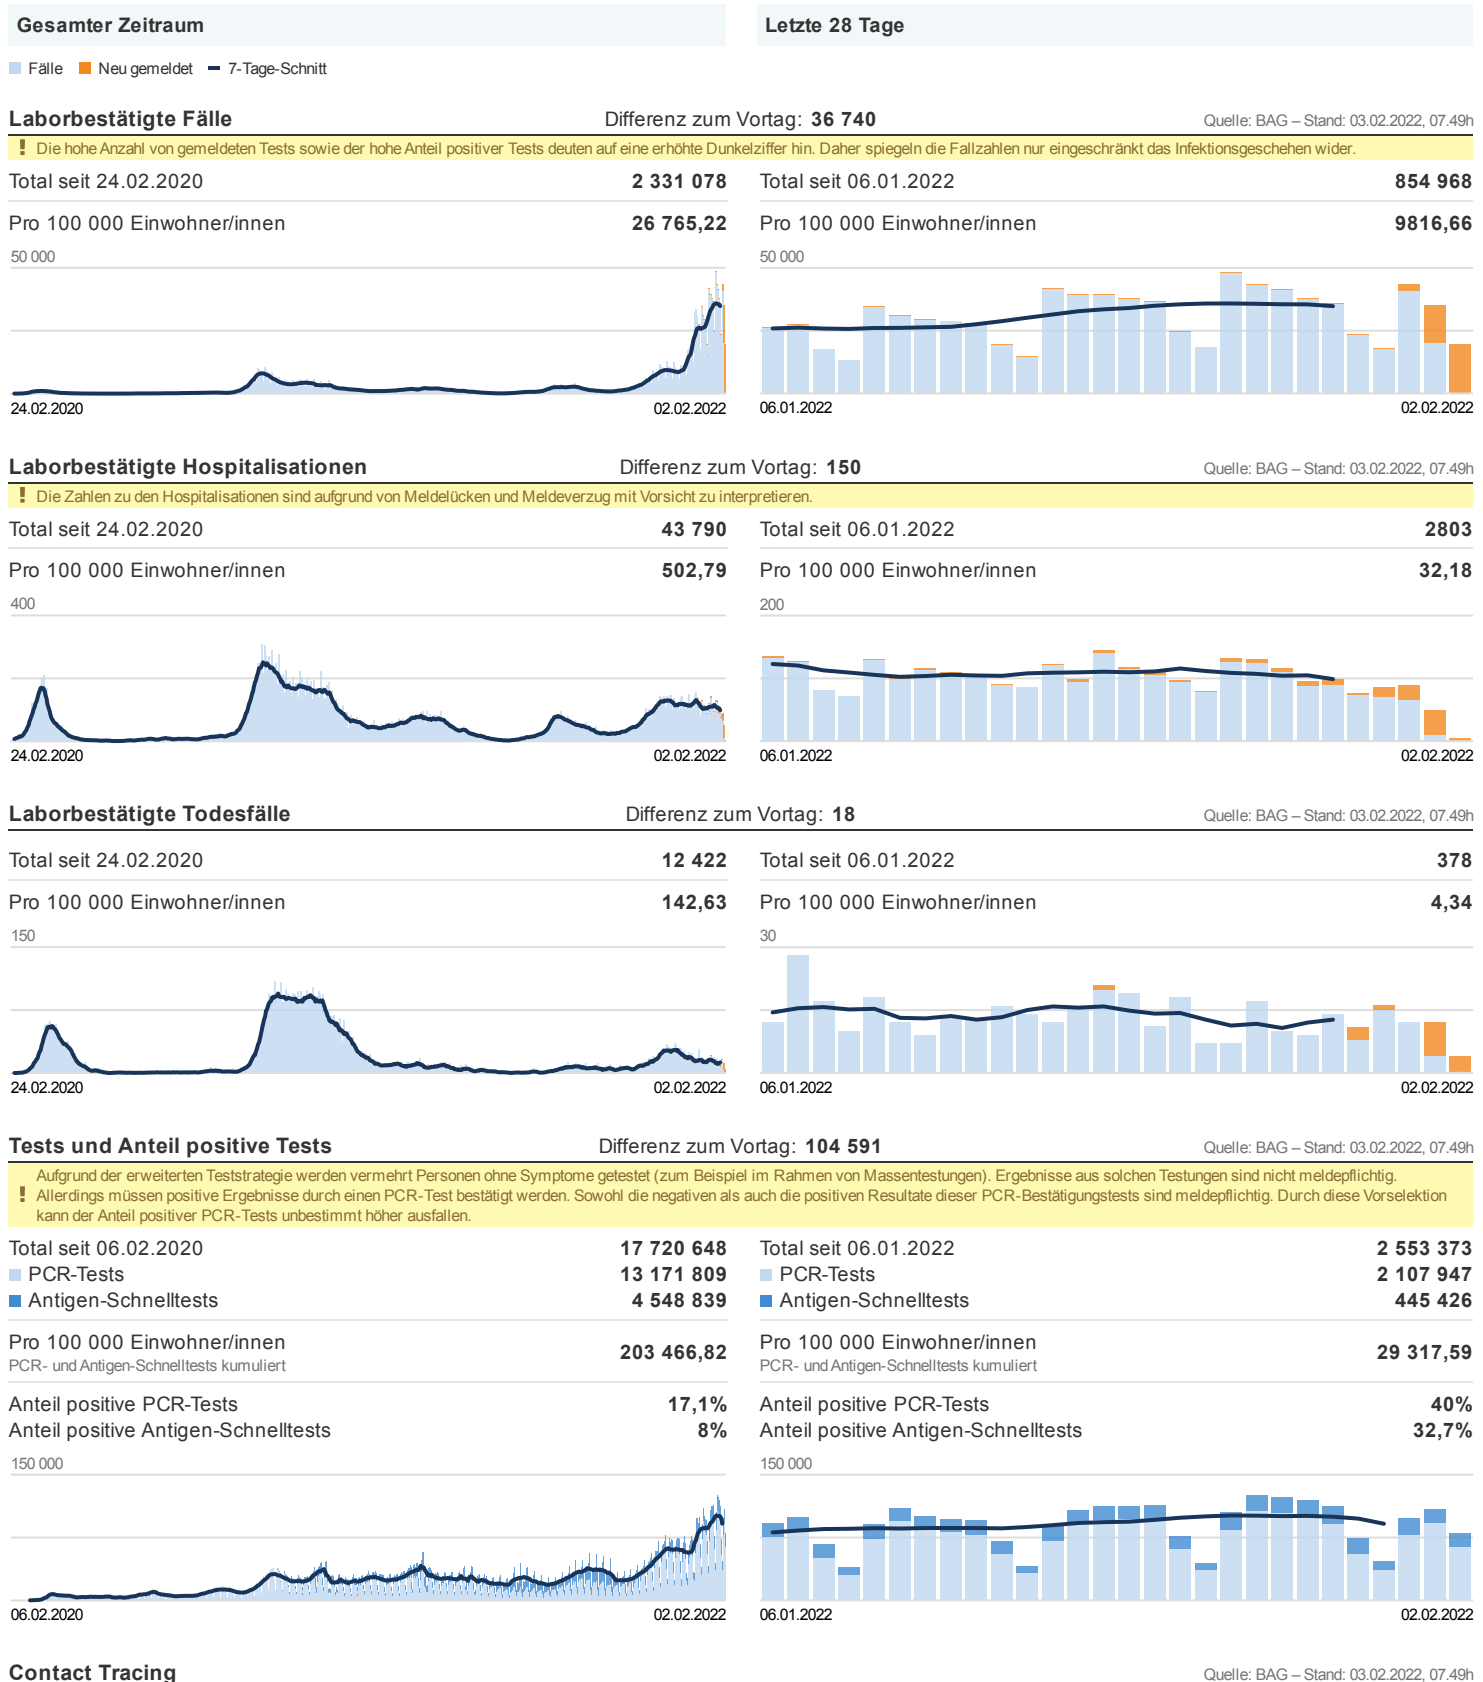 Gesamter Zeitraum
Letzte 28 Tage
Fälle Neu gemeldet 7-Tage-Schnitt
Laborbestätigte Fälle Differenz zum Vortag: 36 740 Quelle: BAG – Stand: 03.02.2022, 07.49h
! Die hohe Anzahl von gemeldeten Tests sowie der hohe Anteil positiver Tests deuten auf eine erhöhte Dunkelziffer hin. Daher spiegeln die Fallzahlen nur eingeschränkt das Infektionsgeschehen wider.
Total seit 24.02.2020 2 331 078 Total seit 06.01.2022 854 968
Pro 100 000 Einwohner/innen 26 765,22 Pro 100 000 Einwohner/innen 9816,66
50 000 50 000
24.02.2020 02.02.2022 06.01.2022 02.02.2022
Laborbestätigte Hospitalisationen Differenz zum Vortag: 150 Quelle: BAG – Stand: 03.02.2022, 07.49h
! Die Zahlen zu den Hospitalisationen sind aufgrund von Meldelücken und Meldeverzug mit Vorsicht zu interpretieren.
Total seit 24.02.2020 43 790 Total seit 06.01.2022 2803
Pro 100 000 Einwohner/innen 502,79 Pro 100 000 Einwohner/innen 32,18
400 200
24.02.2020 02.02.2022 06.01.2022 02.02.2022
Laborbestätigte Todesfälle Differenz zum Vortag: 18 Quelle: BAG – Stand: 03.02.2022, 07.49h
Total seit 24.02.2020 12 422 Total seit 06.01.2022 378
Pro 100 000 Einwohner/innen 142,63 Pro 100 000 Einwohner/innen 4,34
150 30
24.02.2020 02.02.2022 06.01.2022 02.02.2022
Tests und Anteil positive Tests Differenz zum Vortag: 104 591 Quelle: BAG – Stand: 03.02.2022, 07.49h
Aufgrund der erweiterten Teststrategie werden vermehrt Personen ohne Symptome getestet (zum Beispiel im Rahmen von Massentestungen). Ergebnisse aus solchen Testungen sind nicht meldepflichtig.
! Allerdings müssen positive Ergebnisse durch einen PCR-Test bestätigt werden. Sowohl die negativen als auch die positiven Resultate dieser PCR-Bestätigungstests sind meldepflichtig. Durch diese Vorselektion
kann der Anteil positiver PCR-Tests unbestimmt höher ausfallen.
Total seit 06.02.2020 17 720 648 Total seit 06.01.2022 2 553 373
PCR-Tests 13 171 809 PCR-Tests 2 107 947
Antigen-Schnelltests 4 548 839 Antigen-Schnelltests 445 426
Pro 100 000 Einwohner/innen 203 466,82 Pro 100 000 Einwohner/innen 29 317,59
PCR- und Antigen-Schnelltests kumuliert PCR- und Antigen-Schnelltests kumuliert
Anteil positive PCR-Tests 17,1% Anteil positive PCR-Tests 40%
Anteil positive Antigen-Schnelltests 8% Anteil positive Antigen-Schnelltests 32,7%
150 000 150 000
06.02.2020 02.02.2022 06.01.2022 02.02.2022
Contact Tracing Quelle: BAG – Stand: 03.02.2022, 07.49h